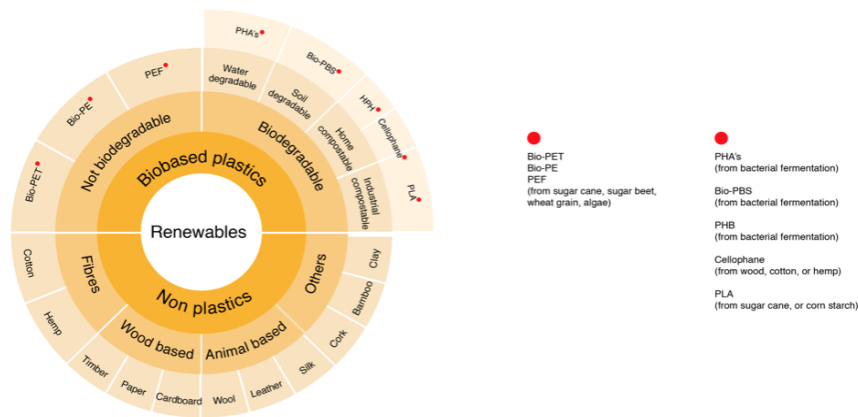 Renewables
Biobased plastics
Not biodegradable
Bio-PET
Bio-PE
PEF
Biodegradable
Water
degradable
Soil
degradable
Home
compostable
Industrial
compostable
PHA's
Bio-PBS
HPH
Cellophane
PLA
Non plastics
Fibres
Cotton
Hemp
Wood based
Timber
Paper
Cardboard
Animal based
Wool
Leather
Silk
Others
Cork
Bamboo
Clay
Bio-PET
Bio-PE
PEF
(from sugar cane, sugar beet,
wheat grain, algae)
PHA's
(from bacterial fermentation)
Bio-PBS
(from bacterial fermentation)
PHB
(from bacterial fermentation)
Cellophane
(from wood, cotton, or hemp)
PLA
(from sugar cane, or corn starch)